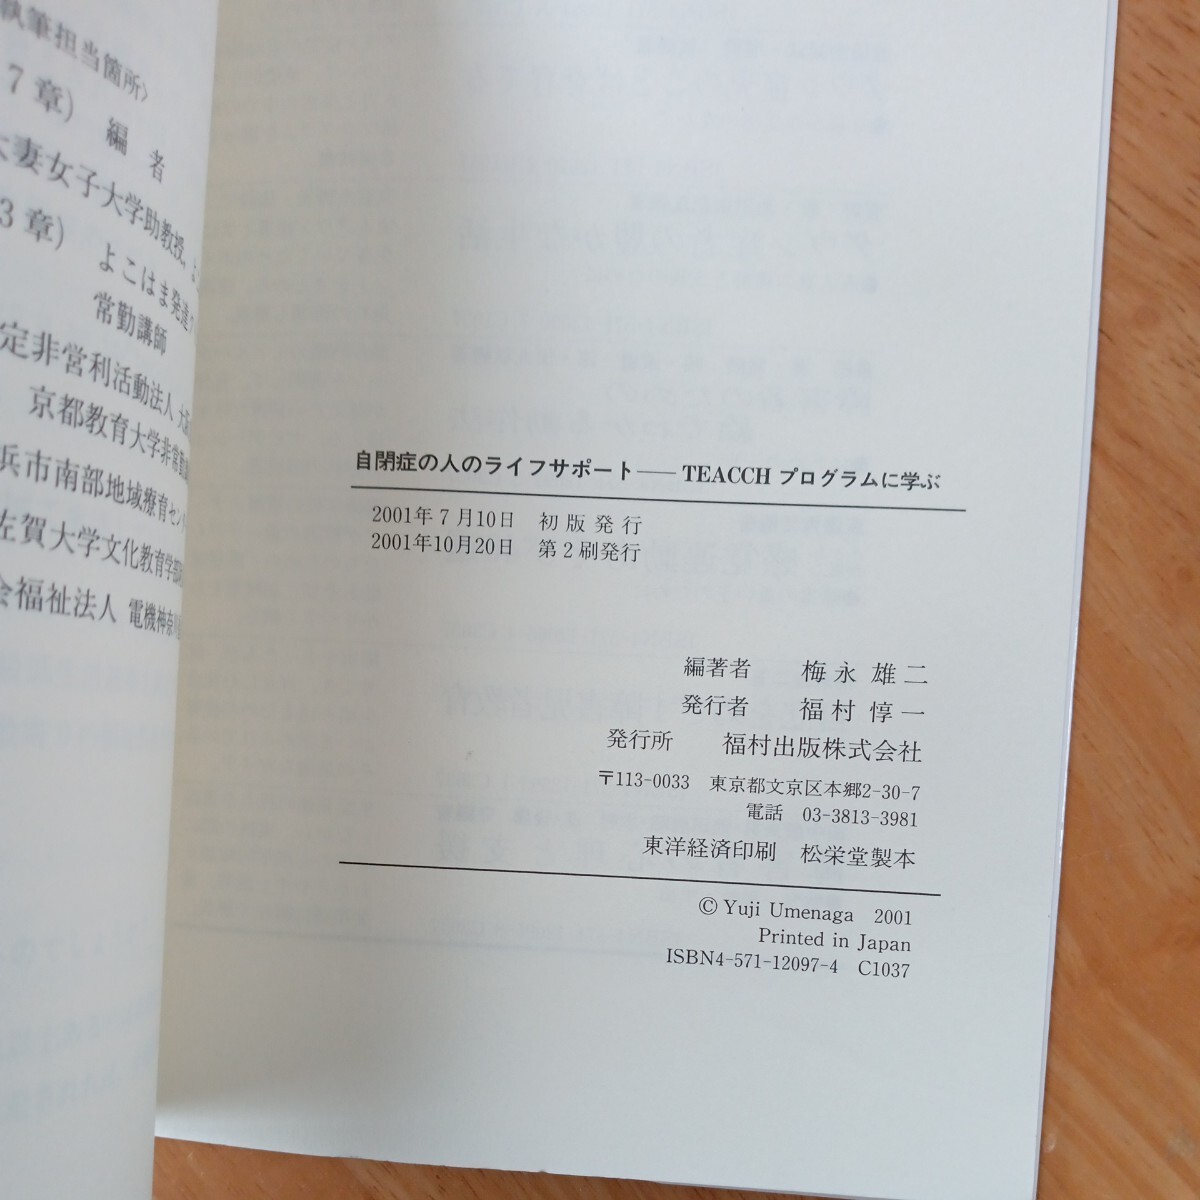 執筆担当箇所〉
7章) 編者
大妻女子大学助教授,
3章) よこはま発達
常勤講師
定非営利活動法人
京都教育大学非常勤
浜市南部地域療育セン
佐賀大学文化教育学部
会福祉法人 電機神奈川
自閉症の人のライフサポート——TEACCH プログラムに学ぶ
2001年7月10日 初版発行
2001年10月20日 第2刷発行
編著者 梅永雄二
発行者 福村惇一
発行所 福村出版株式会社
〒113-0033 東京都文京区本郷2-30-7
電話 03-3813-3981
東洋経済印刷 松栄堂製本
© Yuji Umenaga 2001
Printed in Japan
ISBN4-571-12097-4 C1037